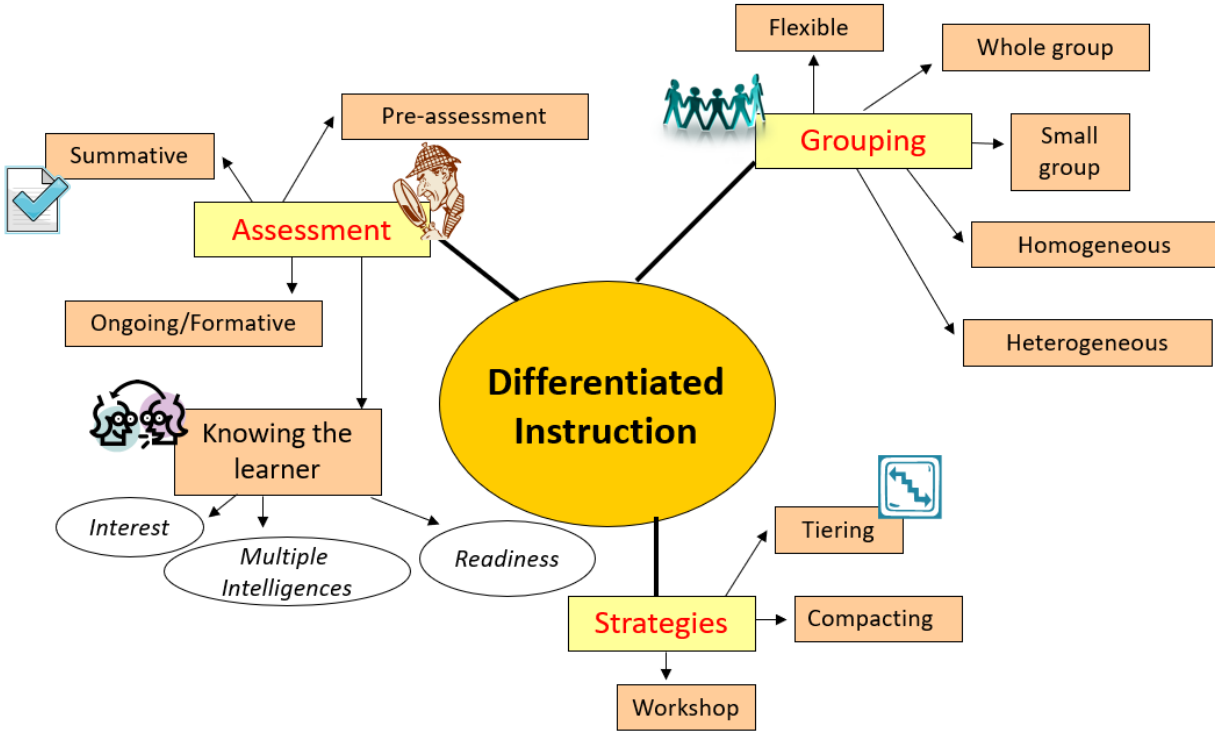 Flexible
Whole group
Pre-assessment
Summative
Grouping
Small
group
Assessment
Homogeneous
Ongoing/Formative
Heterogeneous
Differentiated
Instruction
Knowing the
learner
Interest
Multiple
Intelligences
Readiness
Tiering
Strategies
Compacting
Workshop